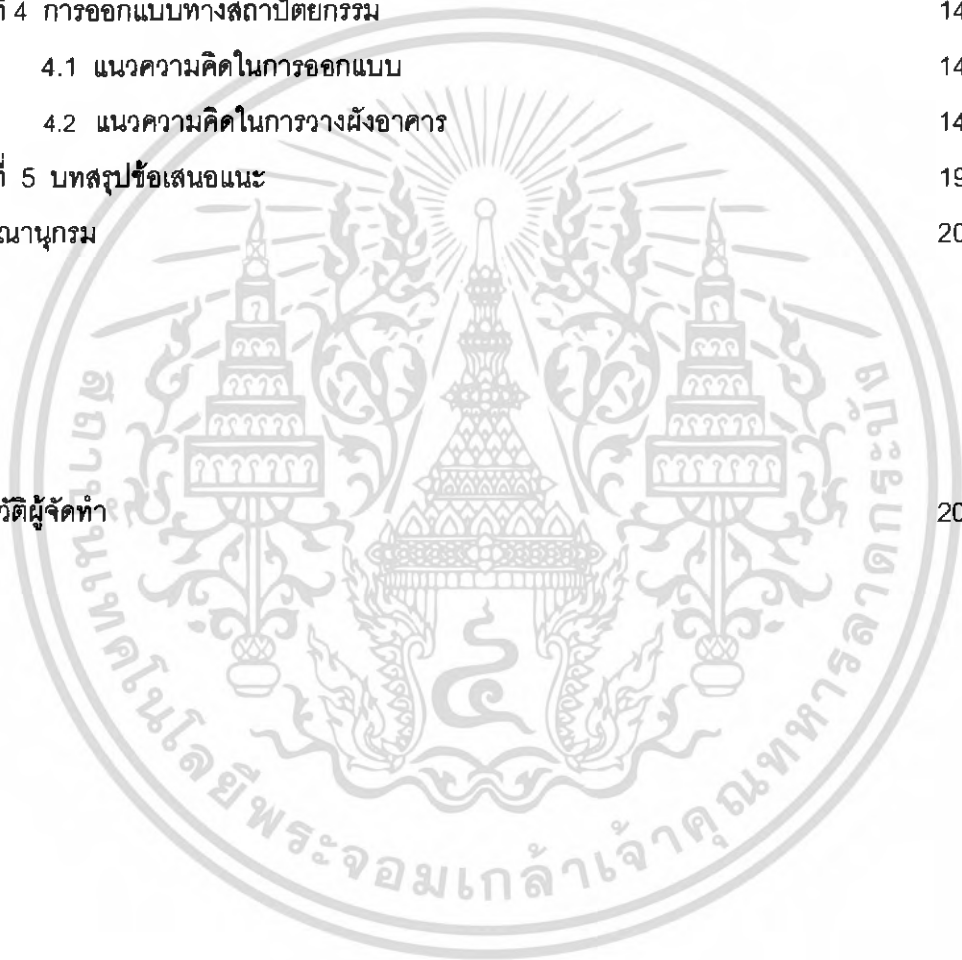 ที่ 4 การออกแบบทางสถาปัตยกรรม 14
4.1 แนวความคิดในการออกแบบ 14
4.2 แนวความคิดในการวางผังอาคาร 14
ที่ 5 บทสรุปข้อเสนอแนะ 19
ณานุกรม 20
วัติผู้จัดทำ 20
สถาบันเทคโนโลยีพระจอมเกล้าเจ้าคุณทหารลาดกระบัง